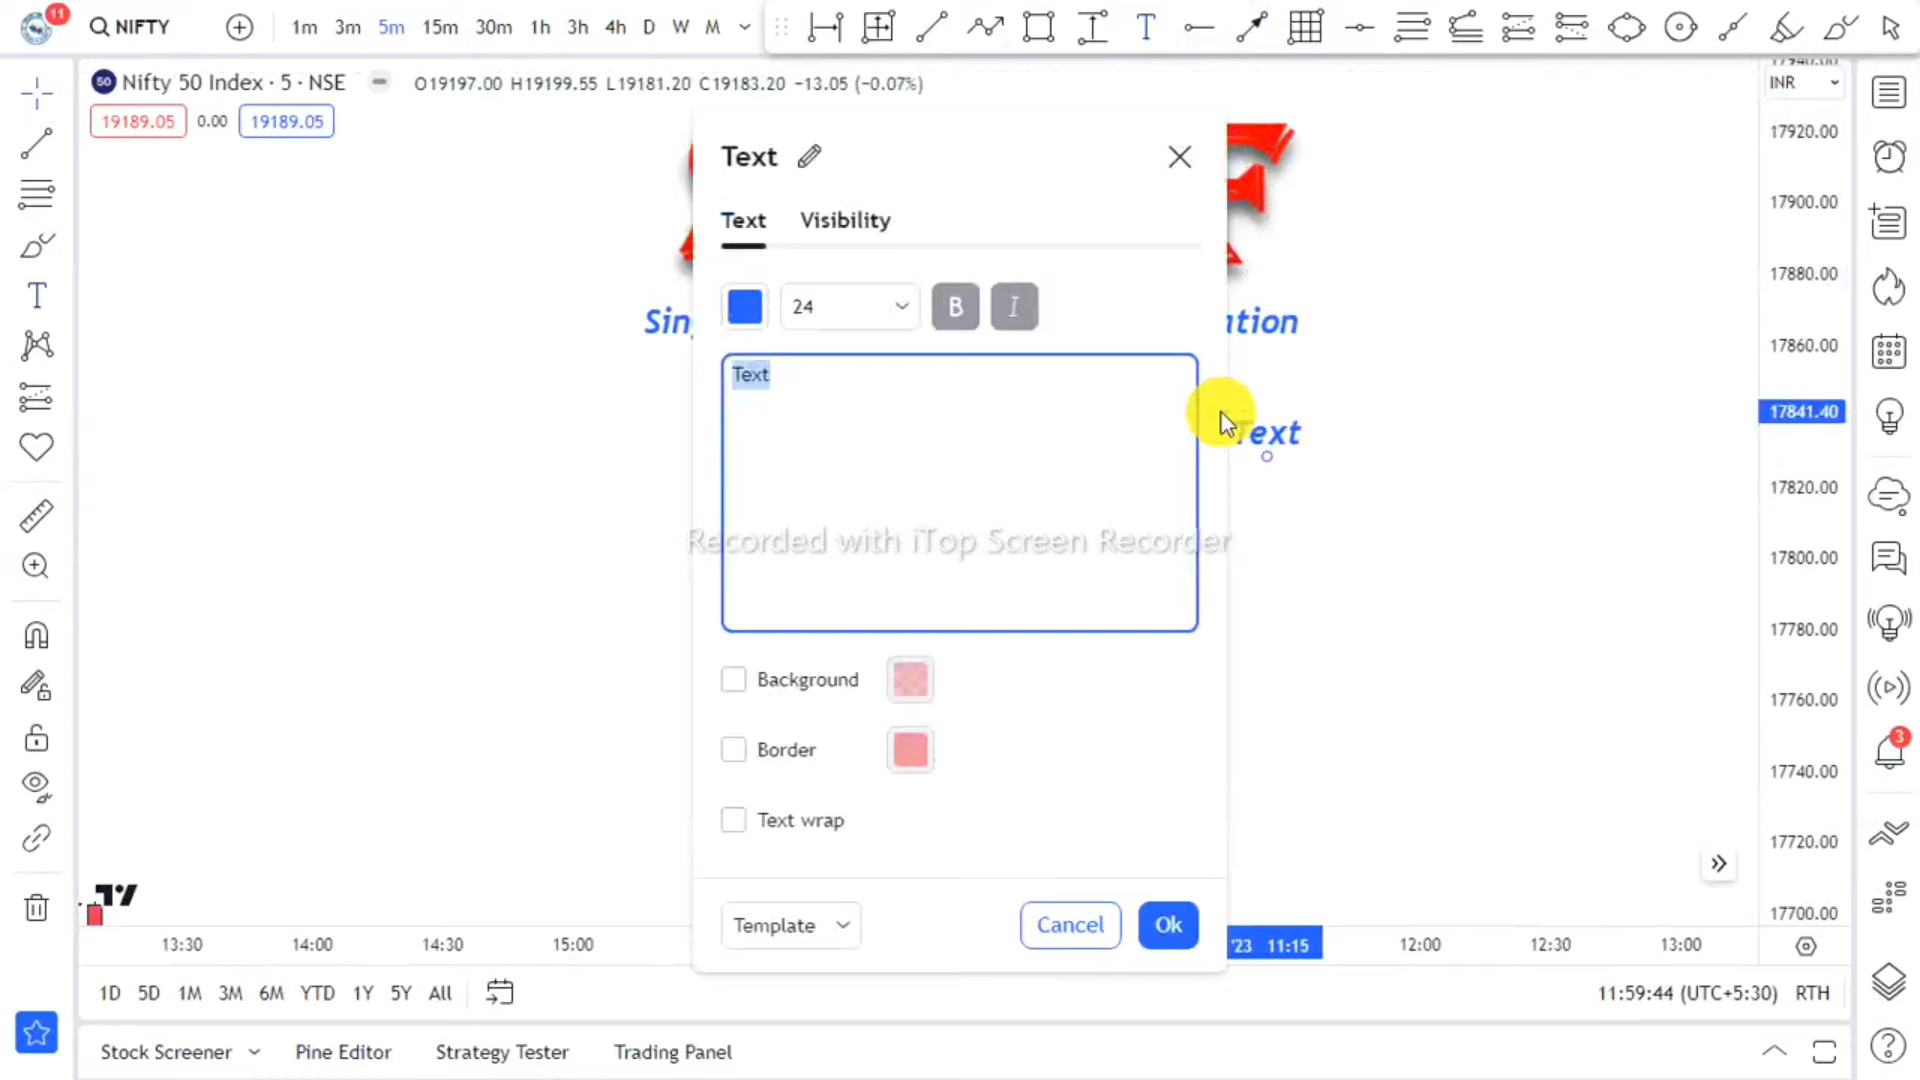 11
NIFTY
1m 3m 5m 15m 30m 1h 3h 4h D W M
T
50 Nifty 50 Index · 5 · NSE
O19197.00 H19199.55 L19181.20 C19183.20 −13.05 (−0.07%)
INR
19189.05 0.00 19189.05
17940.00
17920.00
17900.00
17880.00
17860.00
17841.40
17820.00
17800.00
17780.00
17760.00
17740.00
17720.00
17700.00
Text
Text Visibility
24 B I
Text
Text
Recorded with iTop Screen Recorder
Background
Border
Text wrap
Template Cancel Ok
3
13:30 14:00 14:30 15:00 '23 11:15 12:00 12:30 13:00
1D 5D 1M 3M 6M YTD 1Y 5Y All
11:59:44 (UTC+5:30) RTH
Stock Screener Pine Editor Strategy Tester Trading Panel